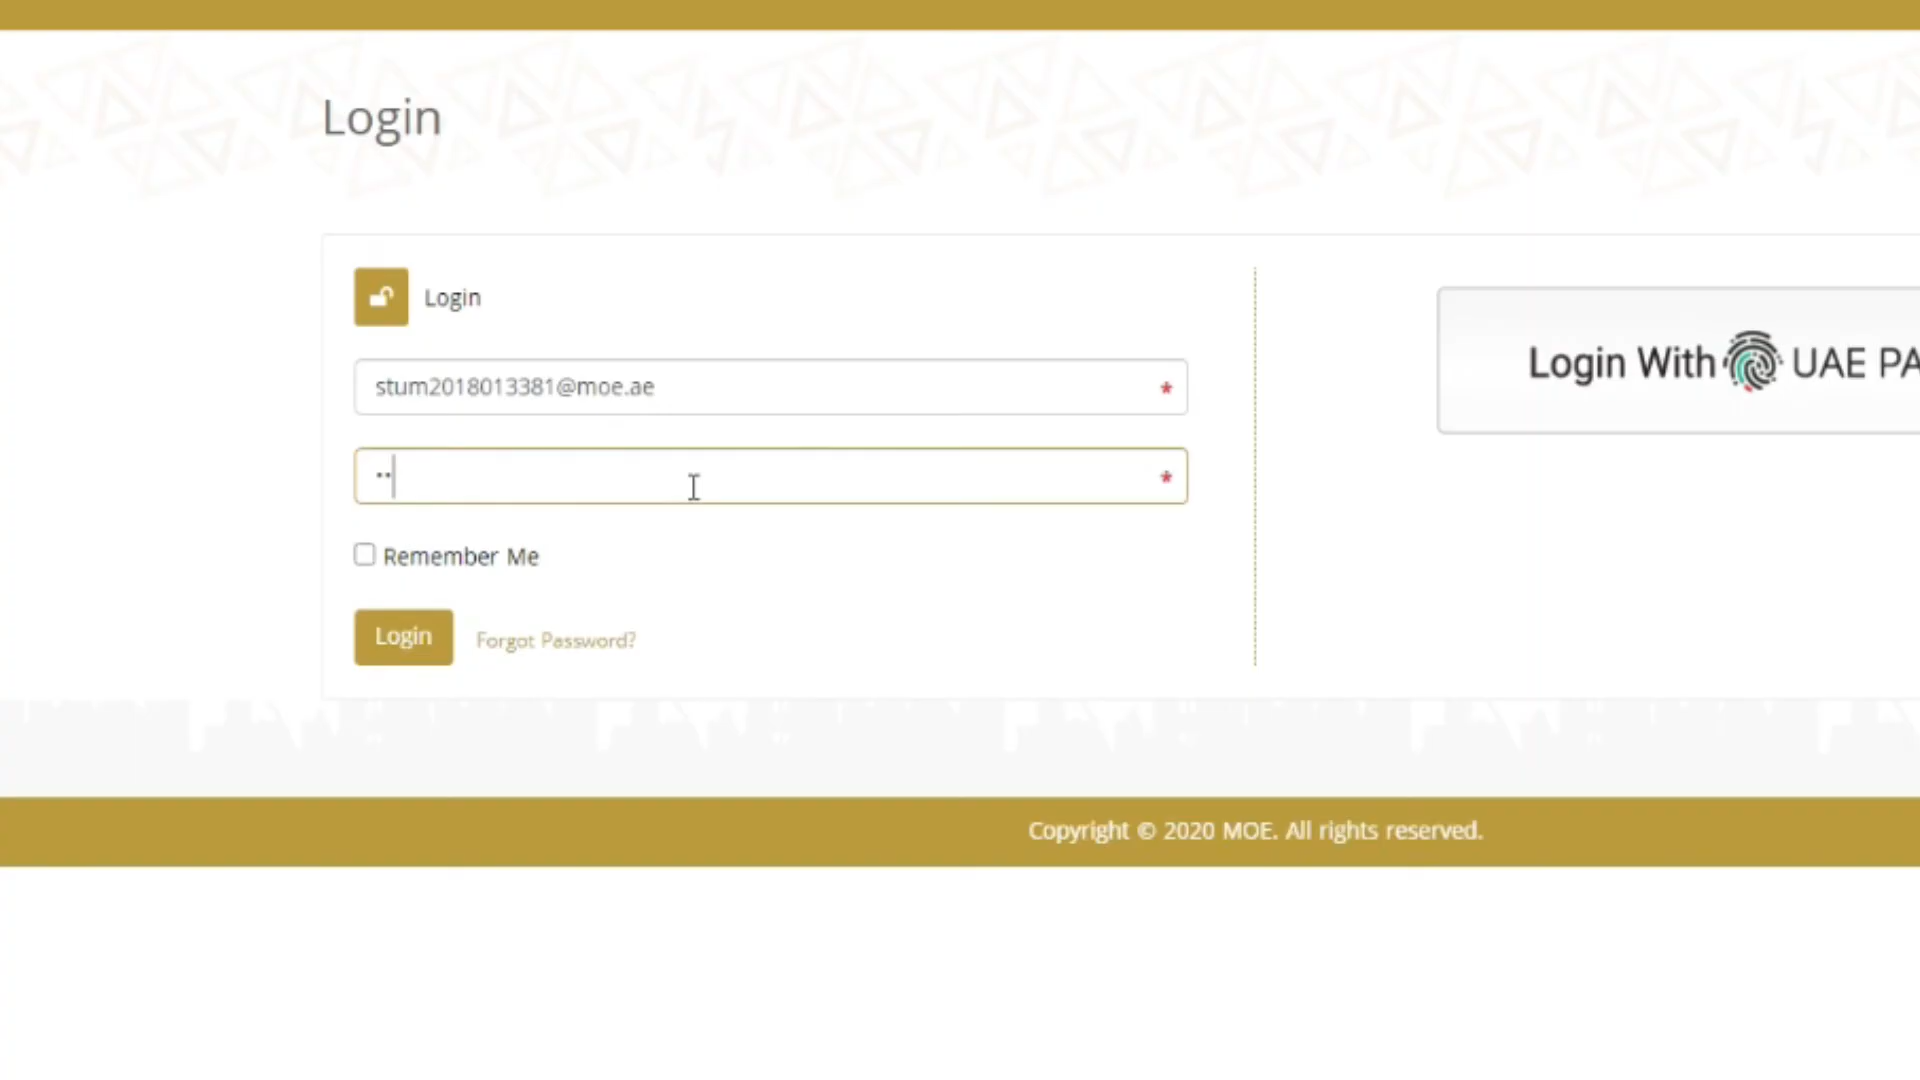 Login
Login
stum2018013381@moe.ae *
•• *
Remember Me
Login Forgot Password?
Login With UAE PA
Copyright © 2020 MOE. All rights reserved.